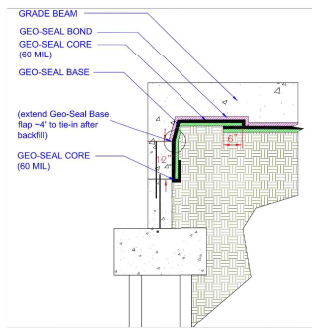 GRADE BEAM
GEO-SEAL BOND
GEO-SEAL CORE
(60 MIL)
GEO-SEAL BASE
(extend Geo-Seal Base
flap ~4' to tie-in after
backfill)
GEO-SEAL CORE
(60 MIL)
6"
12"